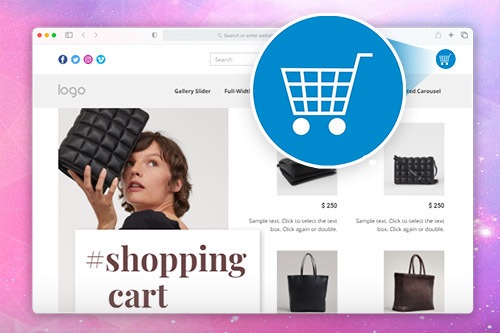 Search or enter website
Search
logo
Gallery Slider
Full-Width
Carousel
$ 250
$ 250
Sample text. Click to select the text
box. Click again or double.
Sample text. Click to select the text
box. Click again or double.
#shopping
cart